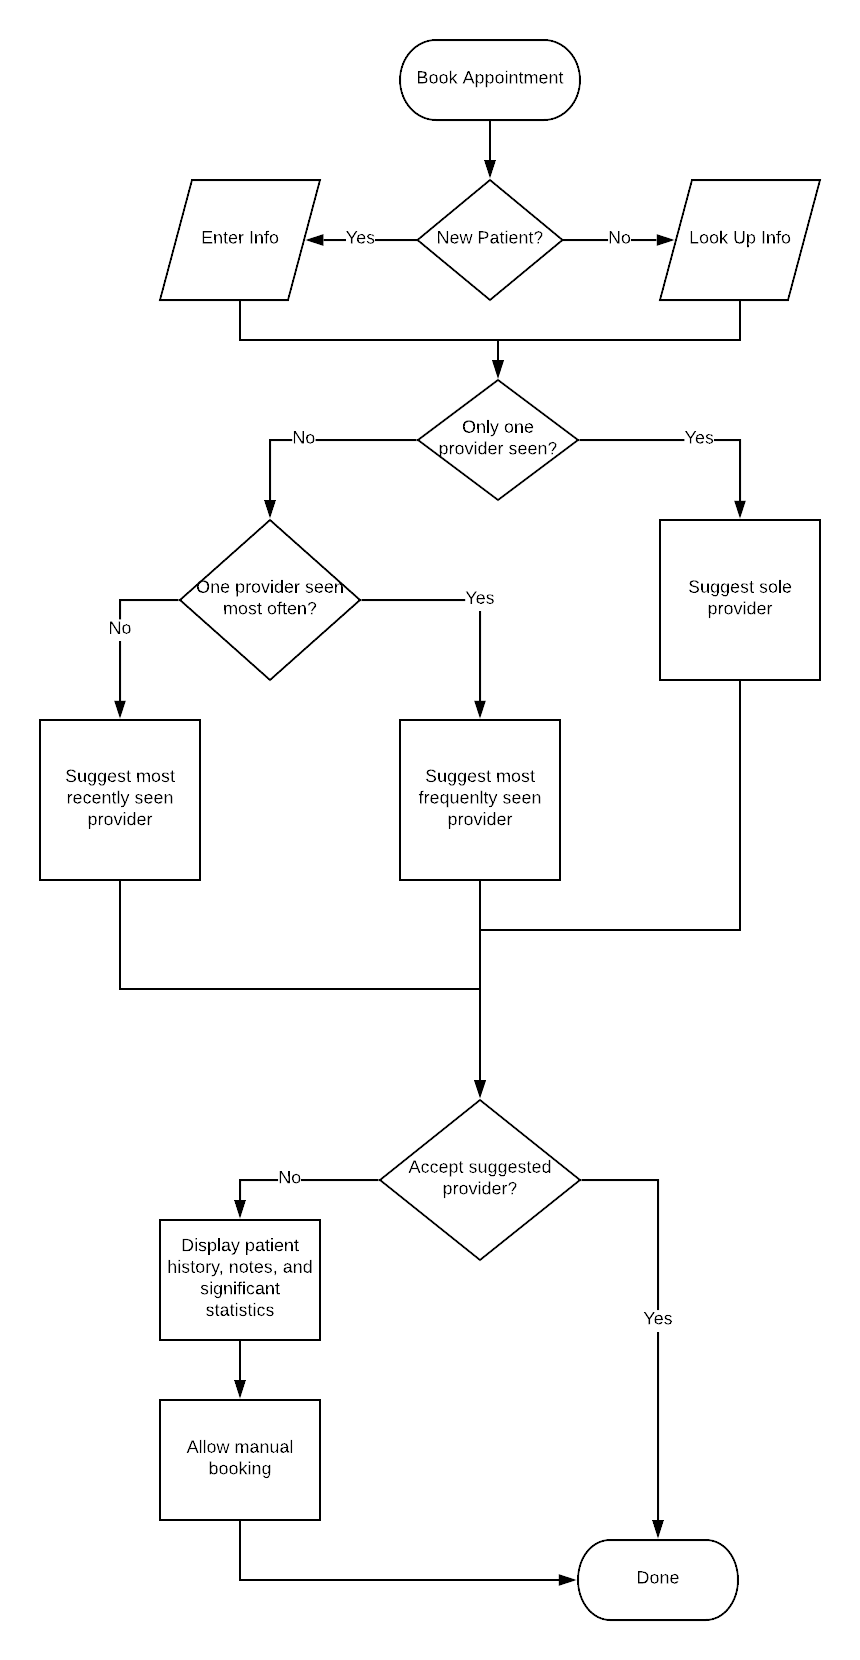 Book Appointment
Enter Info
Yes
New Patient?
No
Look Up Info
Only one
provider seen?
No
Yes
One provider seen
most often?
Yes
No
Suggest sole
provider
Suggest most
recently seen
provider
Suggest most
frequenlty seen
provider
Accept suggested
provider?
No
Display patient
history, notes, and
significant
statistics
Yes
Allow manual
booking
Done